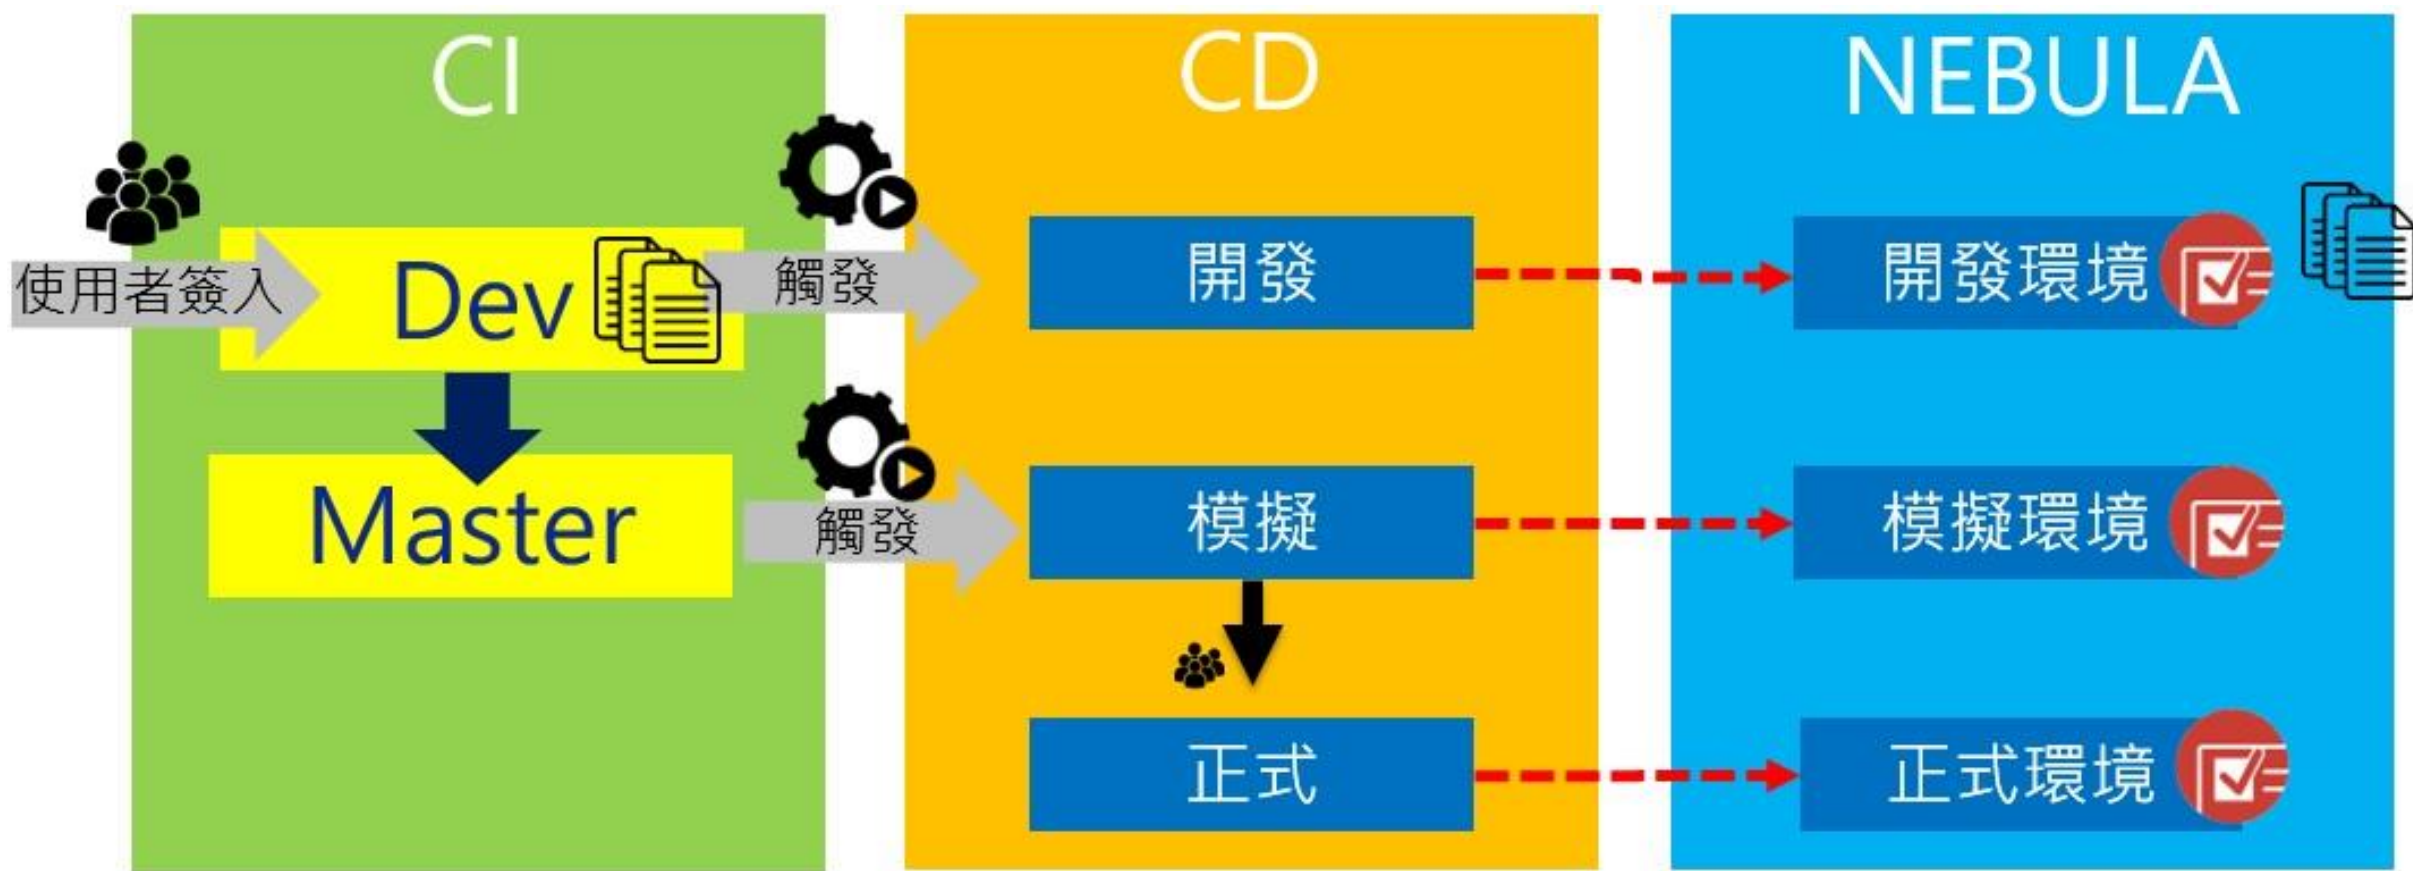 CI
CD
NEBULA
使用者簽入
Dev
觸發
開發
開發環境
Master
觸發
模擬
模擬環境
正式
正式環境